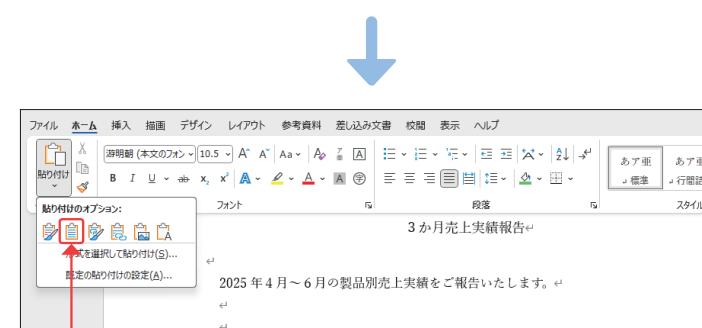 ファイル ホーム 挿入 描画 デザイン レイアウト 参考資料 差し込み文書 校閲 表示 ヘルプ
貼り付け
游明朝 (本文のフォン 10.5 A A Aa A ア亜 A
B I U ab x₂ x² A A A 字
フォント 段落 スタイル
あア亜 あア亜
標準 行間詰
貼り付けのオプション:
形式を選択して貼り付け(S)...
既定の貼り付けの設定(A)...
3か月売上実績報告
2025年4月～6月の製品別売上実績をご報告いたします。